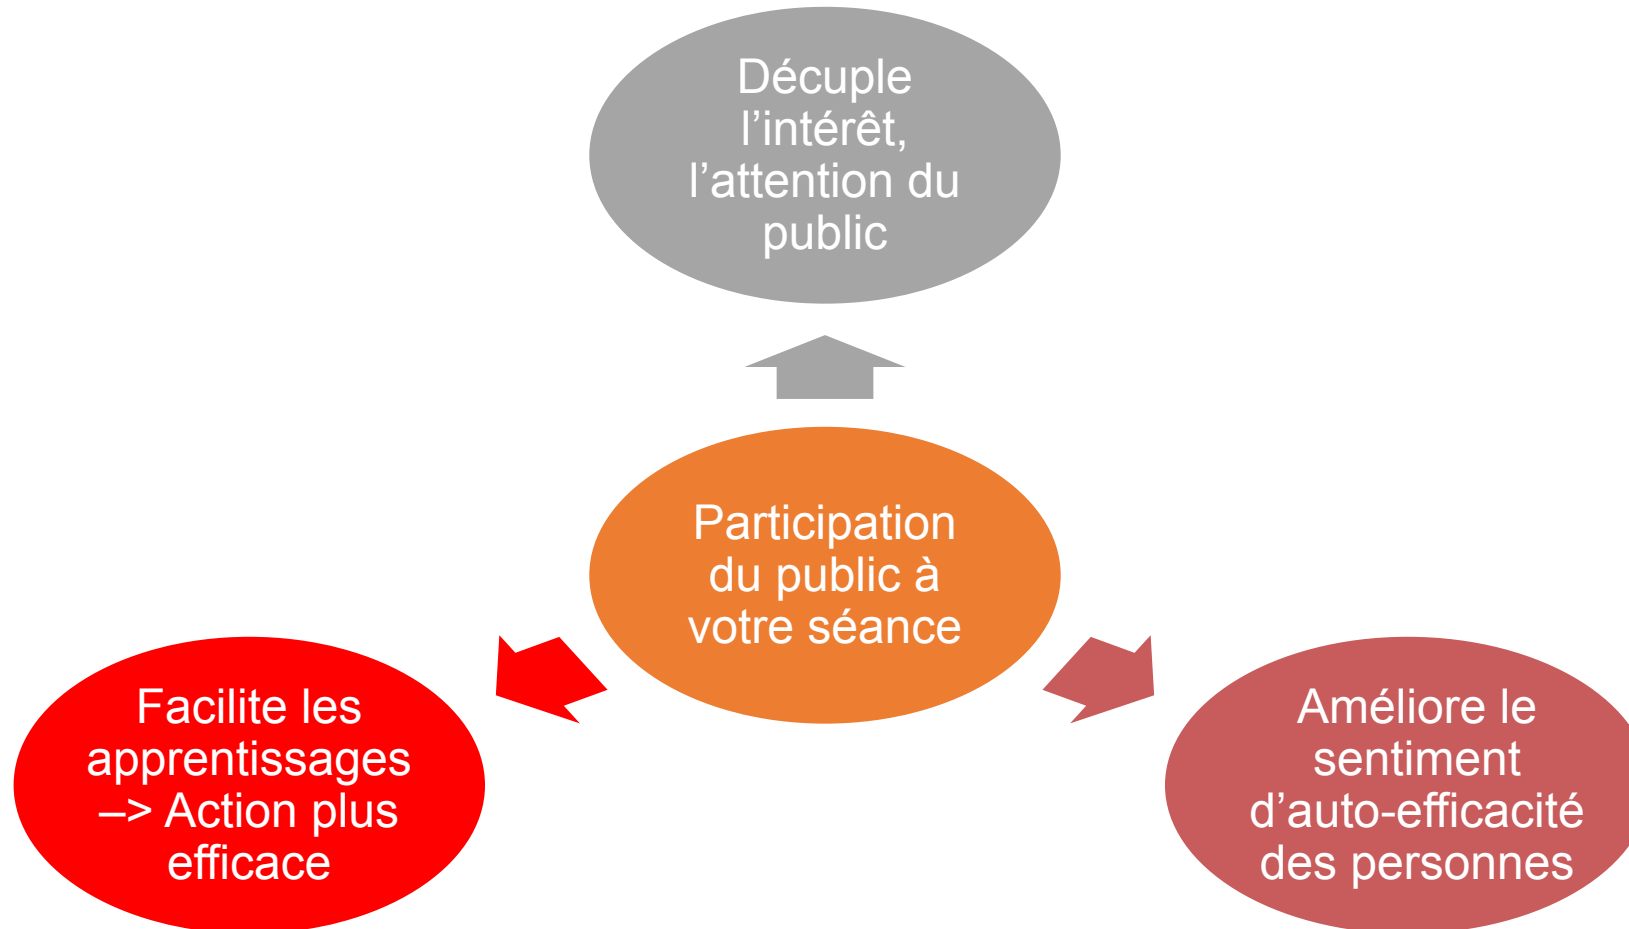 Décuple
l’intérêt,
l’attention du
public
Participation
du public à
votre séance
Facilite les
apprentissages
–> Action plus
efficace
Améliore le
sentiment
d’auto-efficacité
des personnes